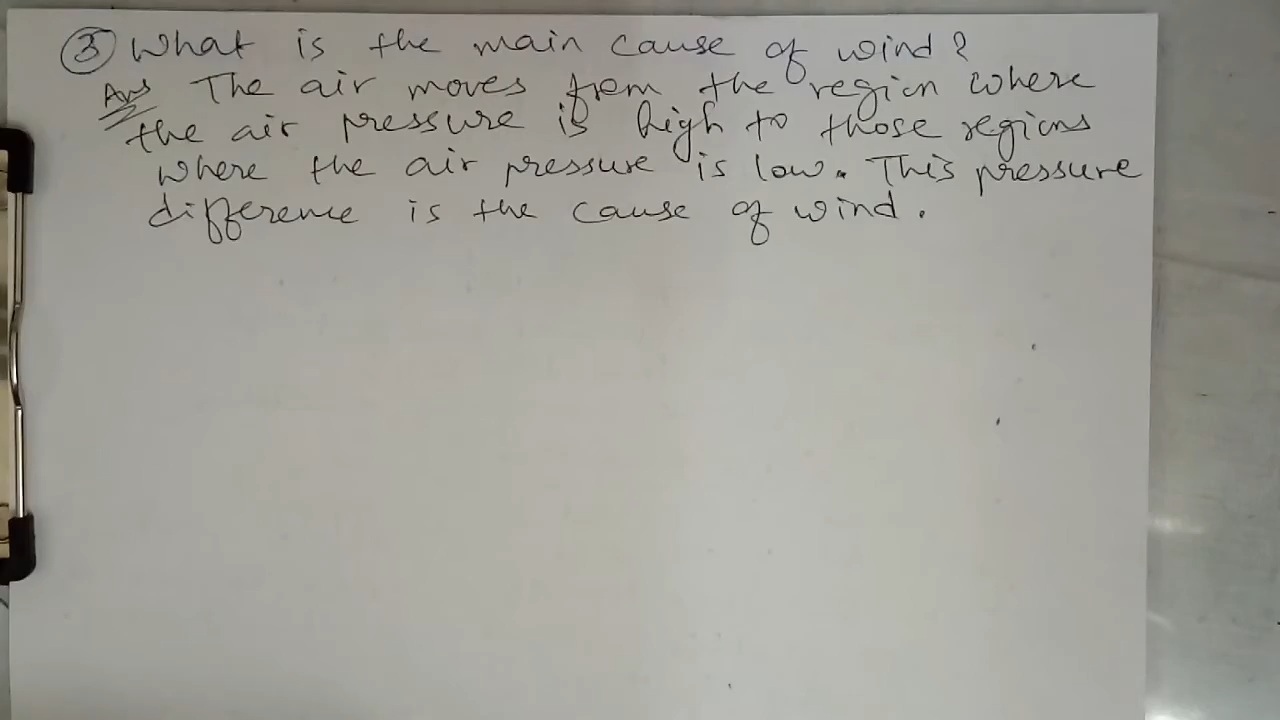 ③ What is the main cause of wind?
Ans The air moves from the region where
the air pressure is high to those regions
where the air pressure is low. This pressure
difference is the cause of wind.